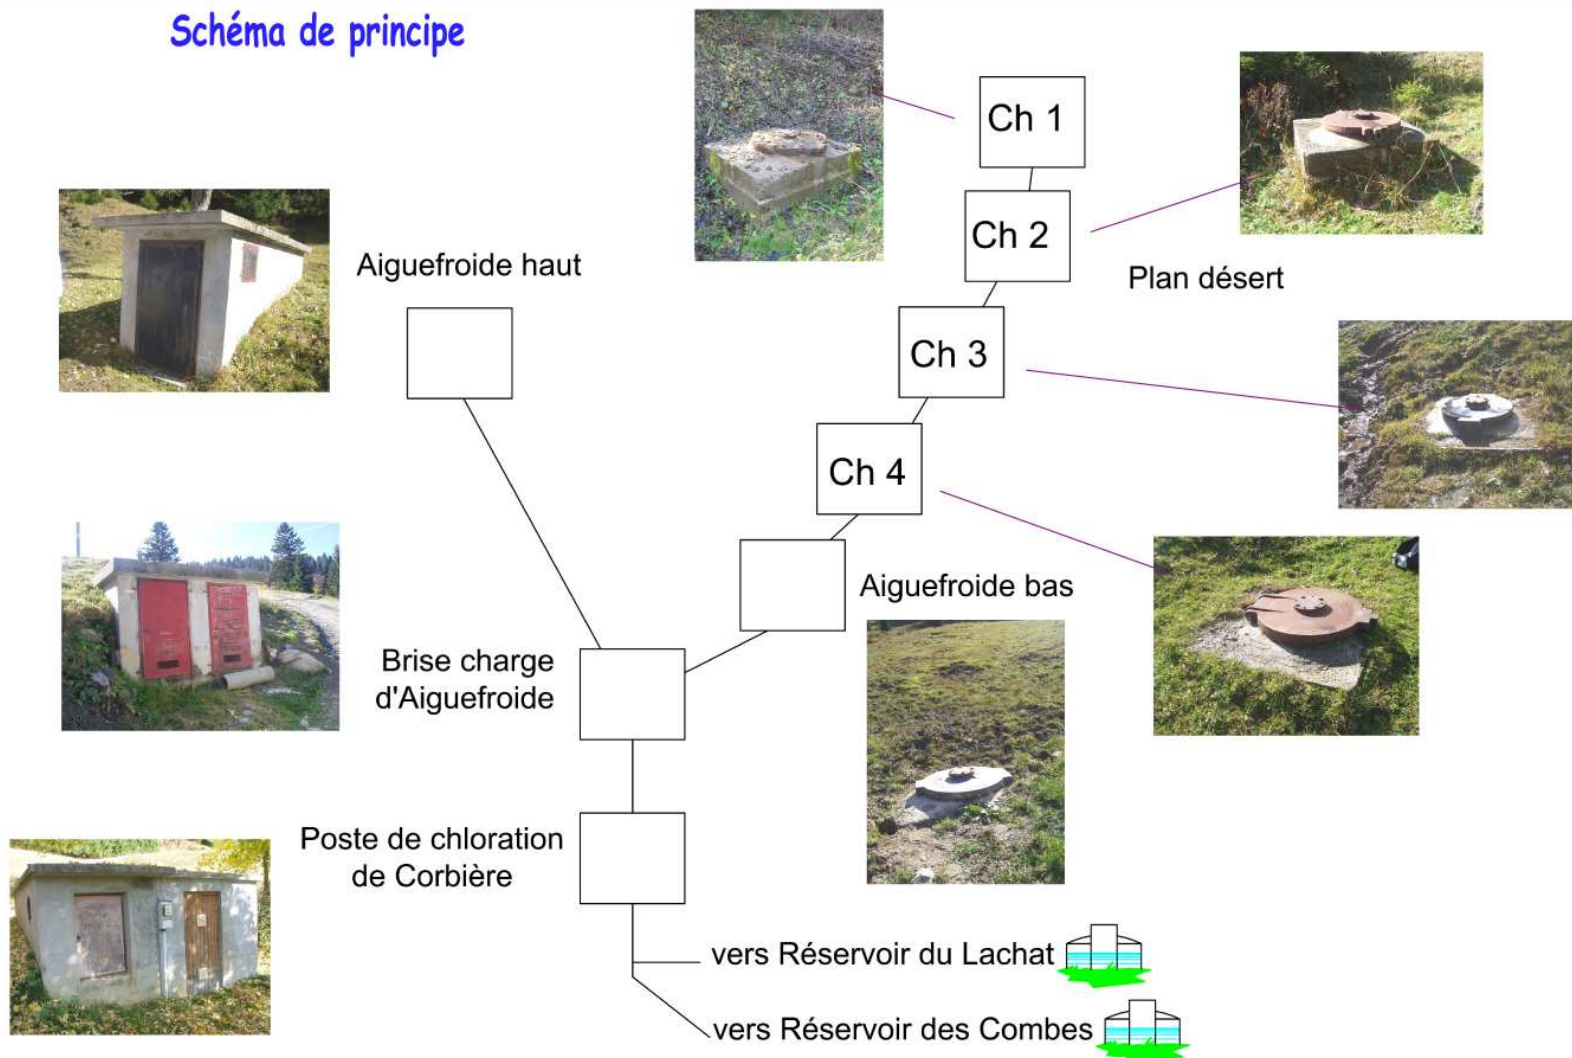 Schéma de principe
Ch 1
Ch 2
Aiguefroide haut
Plan désert
Ch 3
Ch 4
Aiguefroide bas
Brise charge
d'Aiguefroide
Poste de chloration
de Corbière
vers Réservoir du Lachat
vers Réservoir des Combes